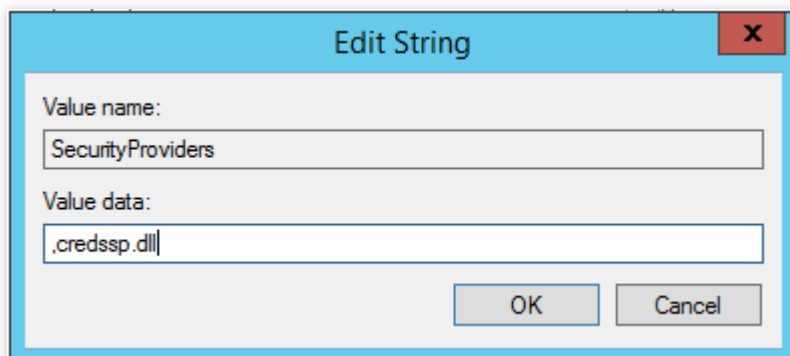 Edit String
x
Value name:
SecurityProviders
Value data:
,credssp.dll
OK Cancel